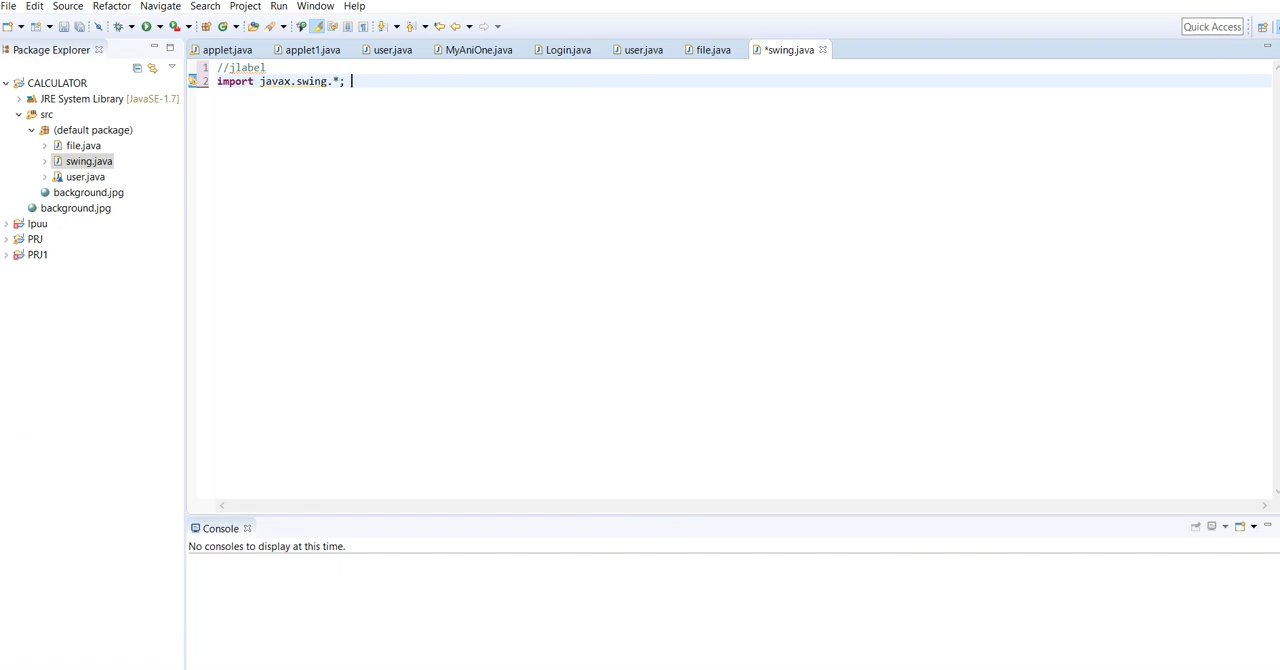 File Edit Source Refactor Navigate Search Project Run Window Help
Quick Access
Package Explorer
applet.java applet1.java user.java MyAniOne.java Login.java user.java file.java *swing.java
CALCULATOR
JRE System Library [JavaSE-1.7]
src
(default package)
file.java
swing.java
user.java
background.jpg
background.jpg
Ipuu
PRJ
PRJ1
1 //jlabel
2 import javax.swing.*;
Console
No consoles to display at this time.